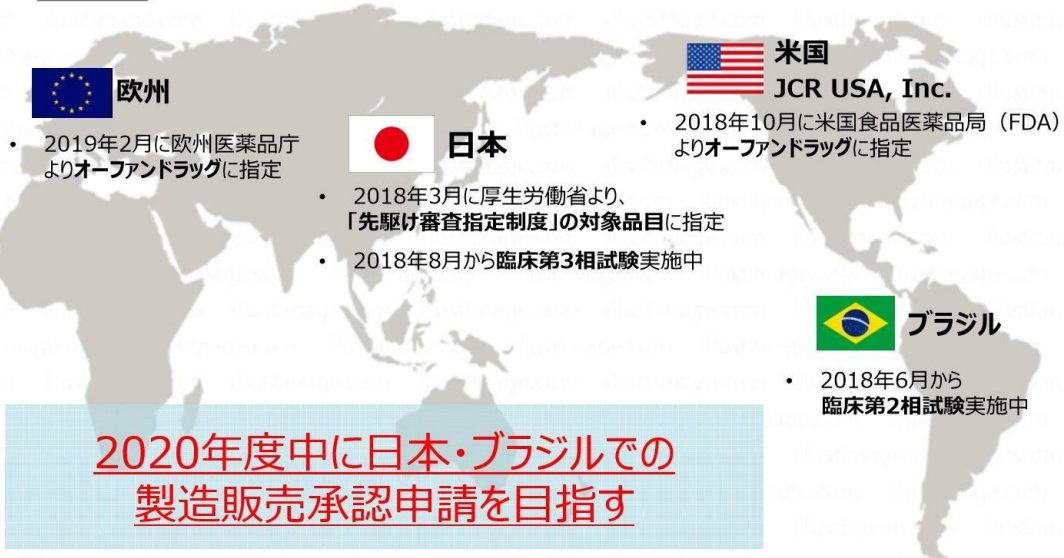 欧州
• 2019年2月に欧州医薬品庁
よりオーファンドラッグに指定
日本
• 2018年3月に厚生労働省より、
「先駆け審査指定制度」の対象品目に指定
• 2018年8月から臨床第3相試験実施中
米国
JCR USA, Inc.
• 2018年10月に米国食品医薬品局（FDA）
よりオーファンドラッグに指定
ブラジル
• 2018年6月から
臨床第2相試験実施中
2020年度中に日本・ブラジルでの
製造販売承認申請を目指す